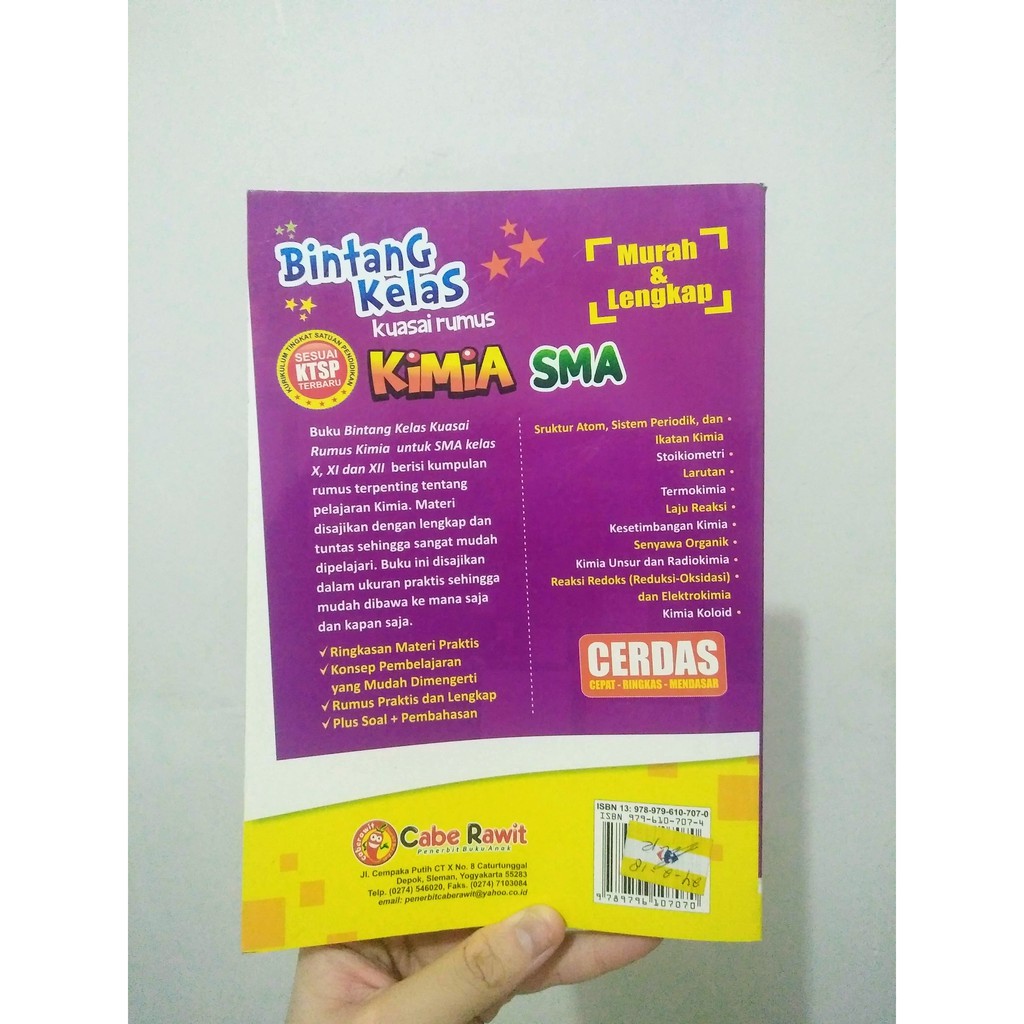 Bintang
Kelas
kuasai rumus
KiMiA SMA
Murah
&
Lengkap
KURIKULUM TINGKAT SATUAN PENDIDIKAN
SESUAI
KTSP
TERBARU
Buku Bintang Kelas Kuasai
Rumus Kimia untuk SMA kelas
X, XI dan XII berisi kumpulan
rumus terpenting tentang
pelajaran Kimia. Materi
disajikan dengan lengkap dan
tuntas sehingga sangat mudah
dipelajari. Buku ini disajikan
dalam ukuran praktis sehingga
mudah dibawa ke mana saja
dan kapan saja.
✓ Ringkasan Materi Praktis
✓ Konsep Pembelajaran
yang Mudah Dimengerti
✓ Rumus Praktis dan Lengkap
✓ Plus Soal + Pembahasan
Sruktur Atom, Sistem Periodik, dan •
Ikatan Kimia
Stoikiometri •
Larutan •
Termokimia •
Laju Reaksi •
Kesetimbangan Kimia •
Senyawa Organik •
Kimia Unsur dan Radiokimia •
Reaksi Redoks (Reduksi-Oksidasi) •
dan Elektrokimia
Kimia Koloid •
CERDAS
CEPAT - RINGKAS - MENDASAR
Caberawit
Cabe Rawit
Penerbit Buku Anak
Jl. Cempaka Putih CT X No. 8 Caturtunggal
Depok, Sleman, Yogyakarta 55283
Telp. (0274) 546020, Faks. (0274) 7103084
email: penerbitcaberawit@yahoo.co.id
ISBN 13: 978-979-610-707-0
ISBN 979-610-707-4
9 789796 107070